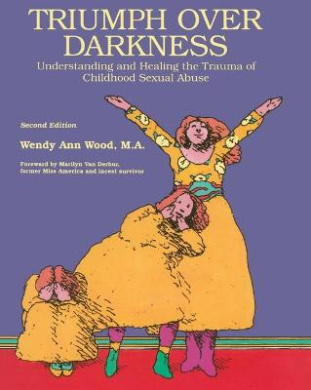 TRIUMPH OVER
DARKNESS
Understanding and Healing the Trauma of
Childhood Sexual Abuse
Second Edition
Wendy Ann Wood, M.A.
Foreword by Marilyn Van Derbur,
former Miss America and incest survivor